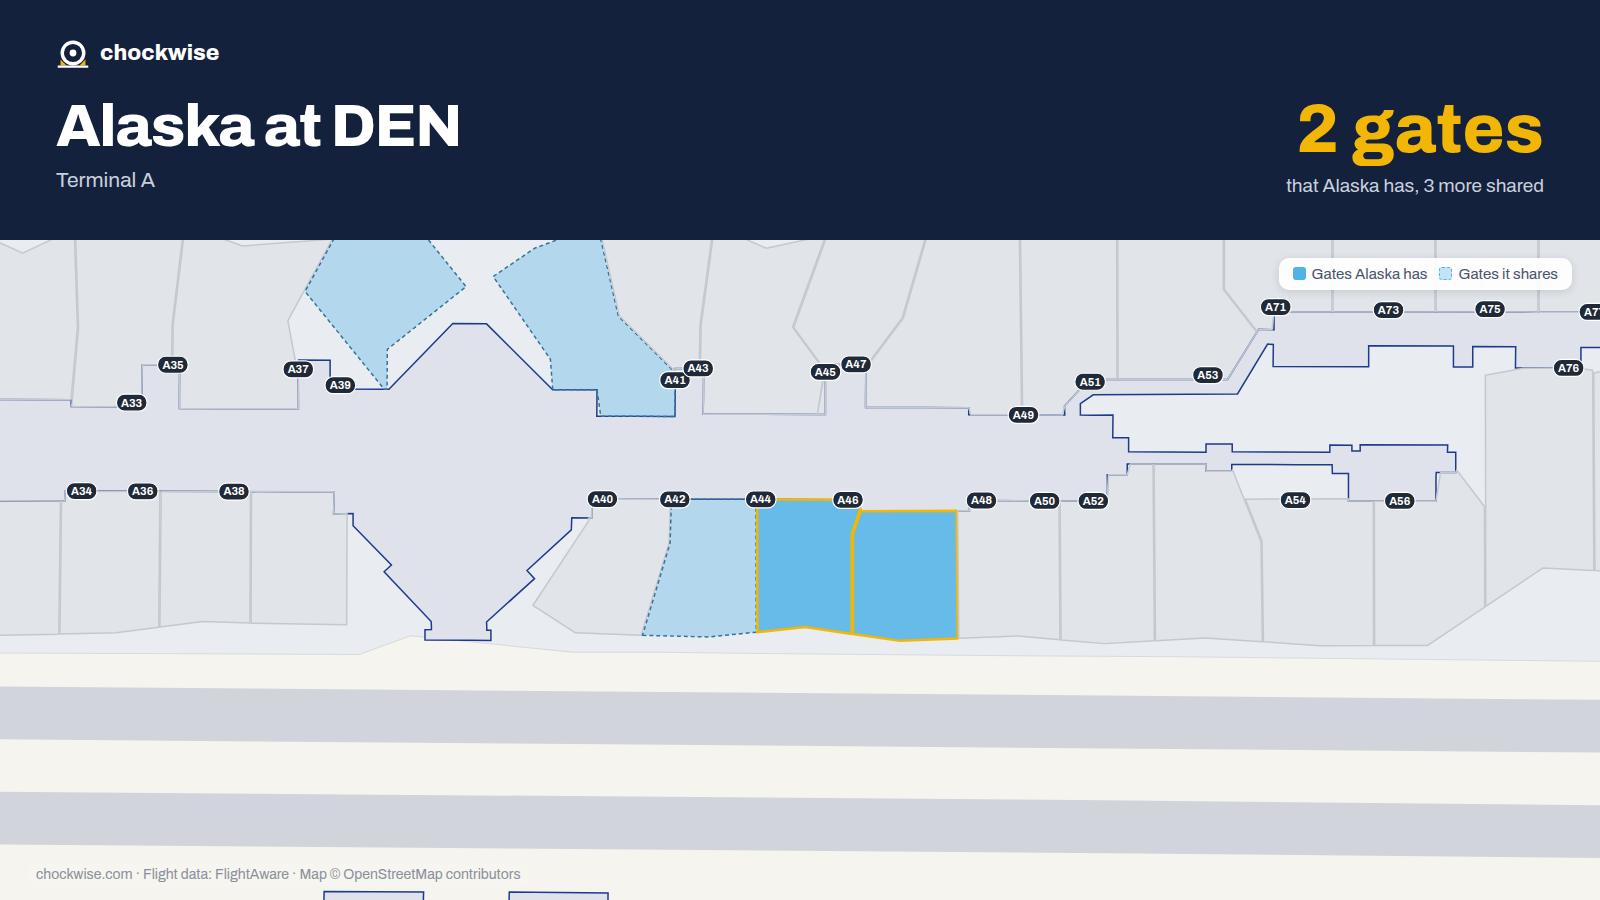 chockwise
Alaska at DEN
Terminal A
2 gates
that Alaska has, 3 more shared
Gates Alaska has Gates it shares
A71 A73 A75
A35 A37 A39 A41 A43 A45 A47 A51 A53 A76
A33 A49
A34 A36 A38 A40 A42 A44 A46 A48 A50 A52 A54 A56
chockwise.com · Flight data: FlightAware · Map © OpenStreetMap contributors